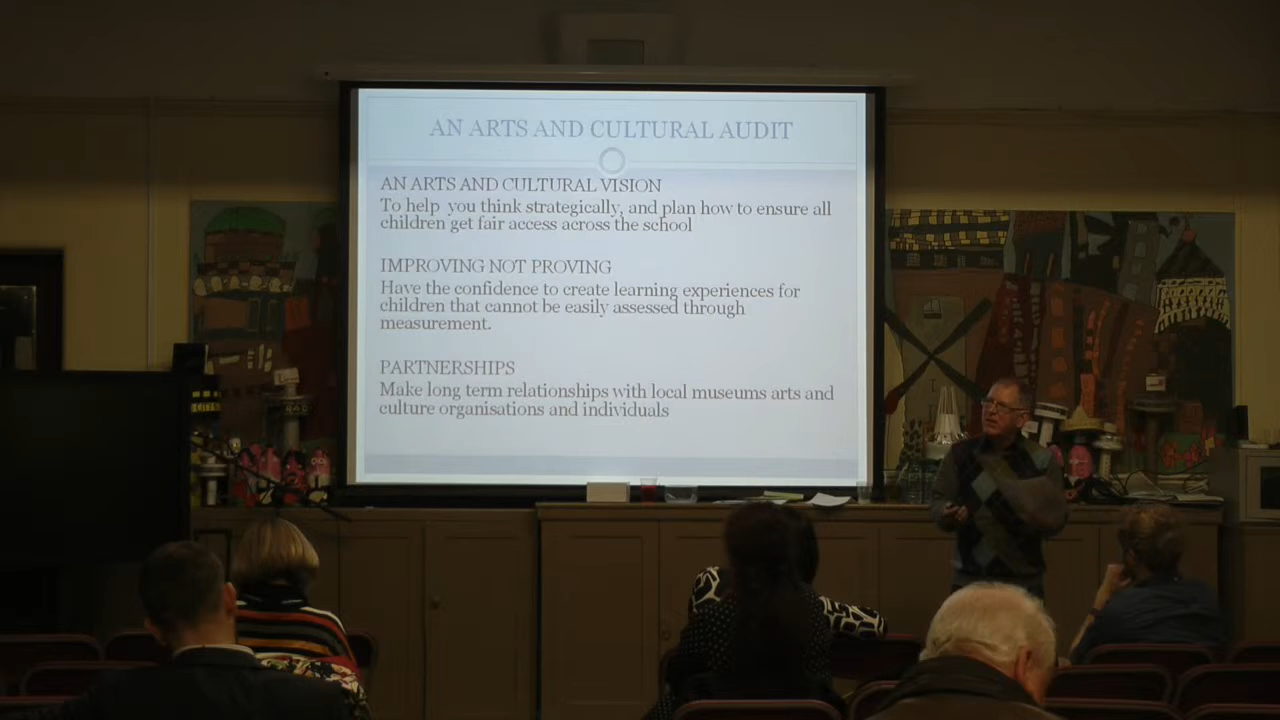 AN ARTS AND CULTURAL AUDIT
AN ARTS AND CULTURAL VISION
To help you think strategically, and plan how to ensure all
children get fair access across the school
IMPROVING NOT PROVING
Have the confidence to create learning experiences for
children that cannot be easily assessed through
measurement.
PARTNERSHIPS
Make long term relationships with local museums arts and
culture organisations and individuals